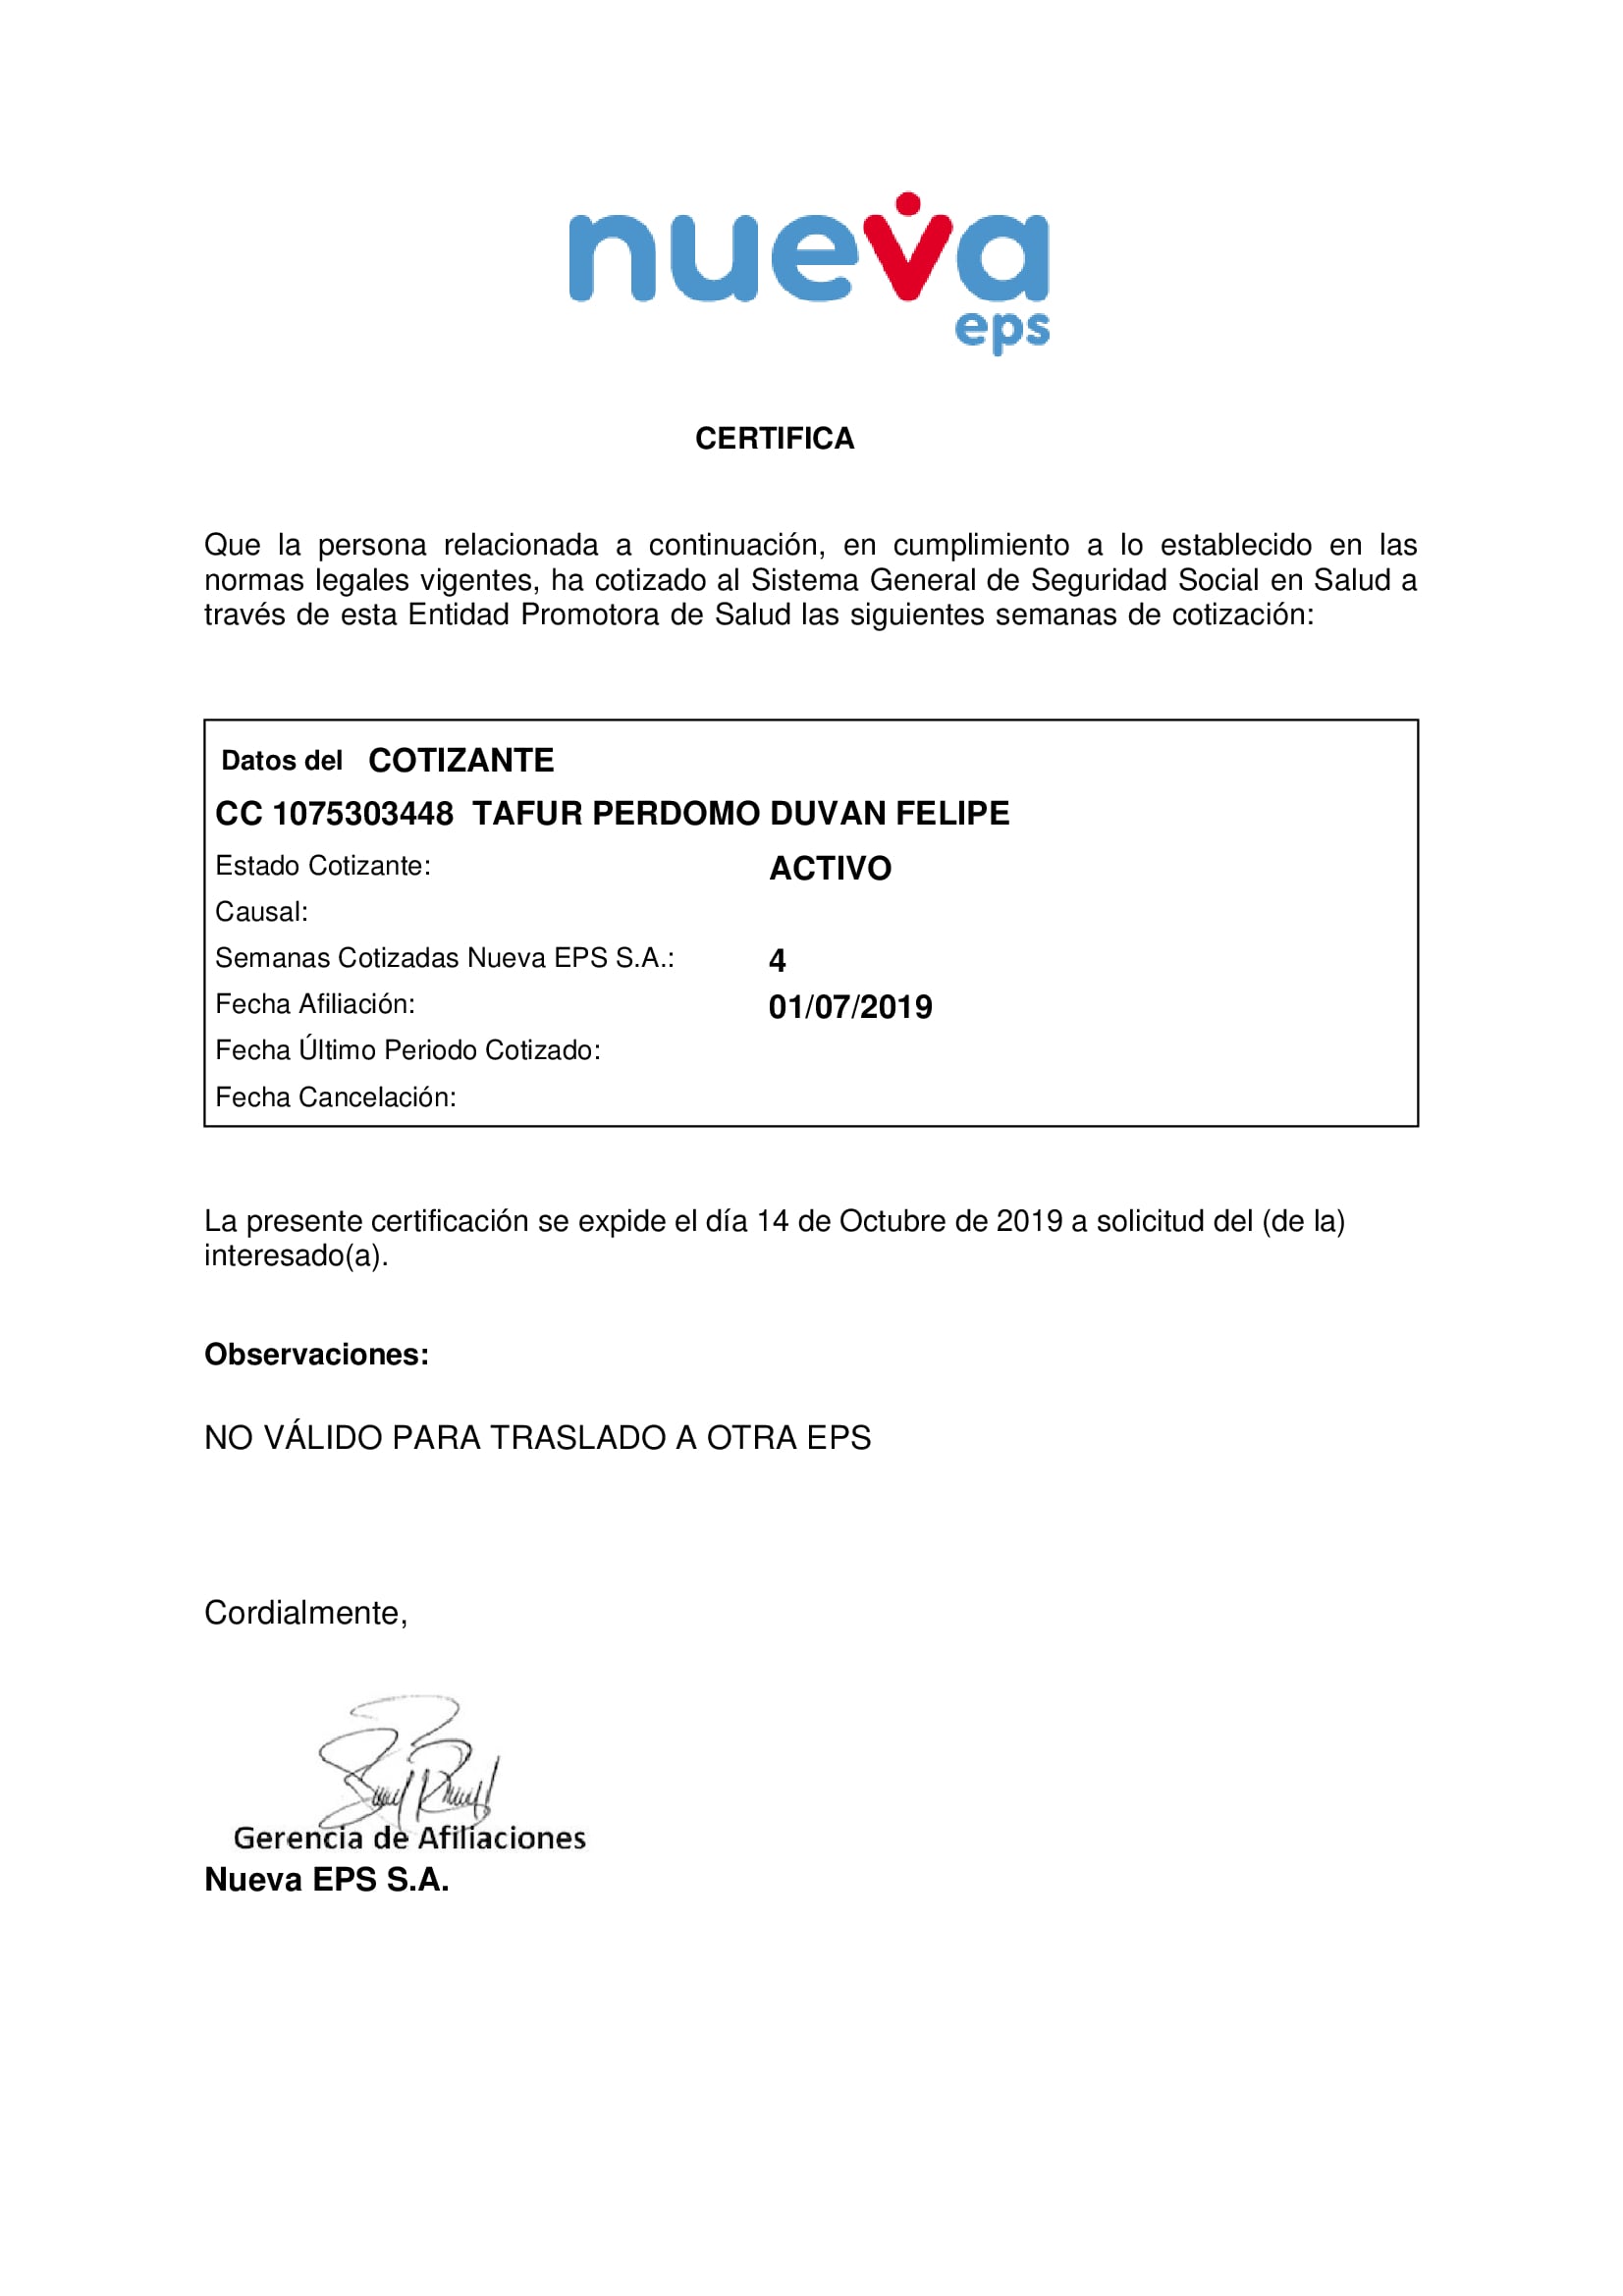 nueva
eps
CERTIFICA
Que la persona relacionada a continuación, en cumplimiento a lo establecido en las
normas legales vigentes, ha cotizado al Sistema General de Seguridad Social en Salud a
través de esta Entidad Promotora de Salud las siguientes semanas de cotización:
Datos del COTIZANTE
CC 1075303448 TAFUR PERDOMO DUVAN FELIPE
Estado Cotizante: ACTIVO
Causal:
Semanas Cotizadas Nueva EPS S.A.: 4
Fecha Afiliación: 01/07/2019
Fecha Último Periodo Cotizado:
Fecha Cancelación:
La presente certificación se expide el día 14 de Octubre de 2019 a solicitud del (de la)
interesado(a).
Observaciones:
NO VÁLIDO PARA TRASLADO A OTRA EPS
Cordialmente,
Gerencia de Afiliaciones
Nueva EPS S.A.